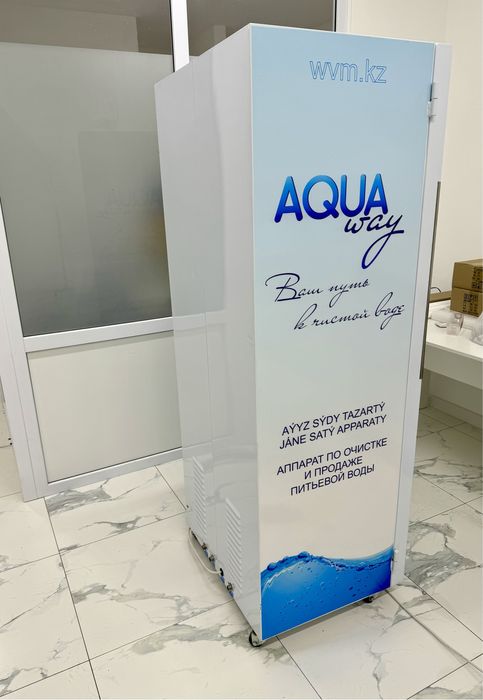 wvm.kz
AQUA
way
Ваш путь
к чистой воде
AÝYZ SÝDY TAZARTÝ
JÁNE SATÝ APPARATY
АППАРАТ ПО ОЧИСТКЕ
И ПРОДАЖЕ
ПИТЬЕВОЙ ВОДЫ